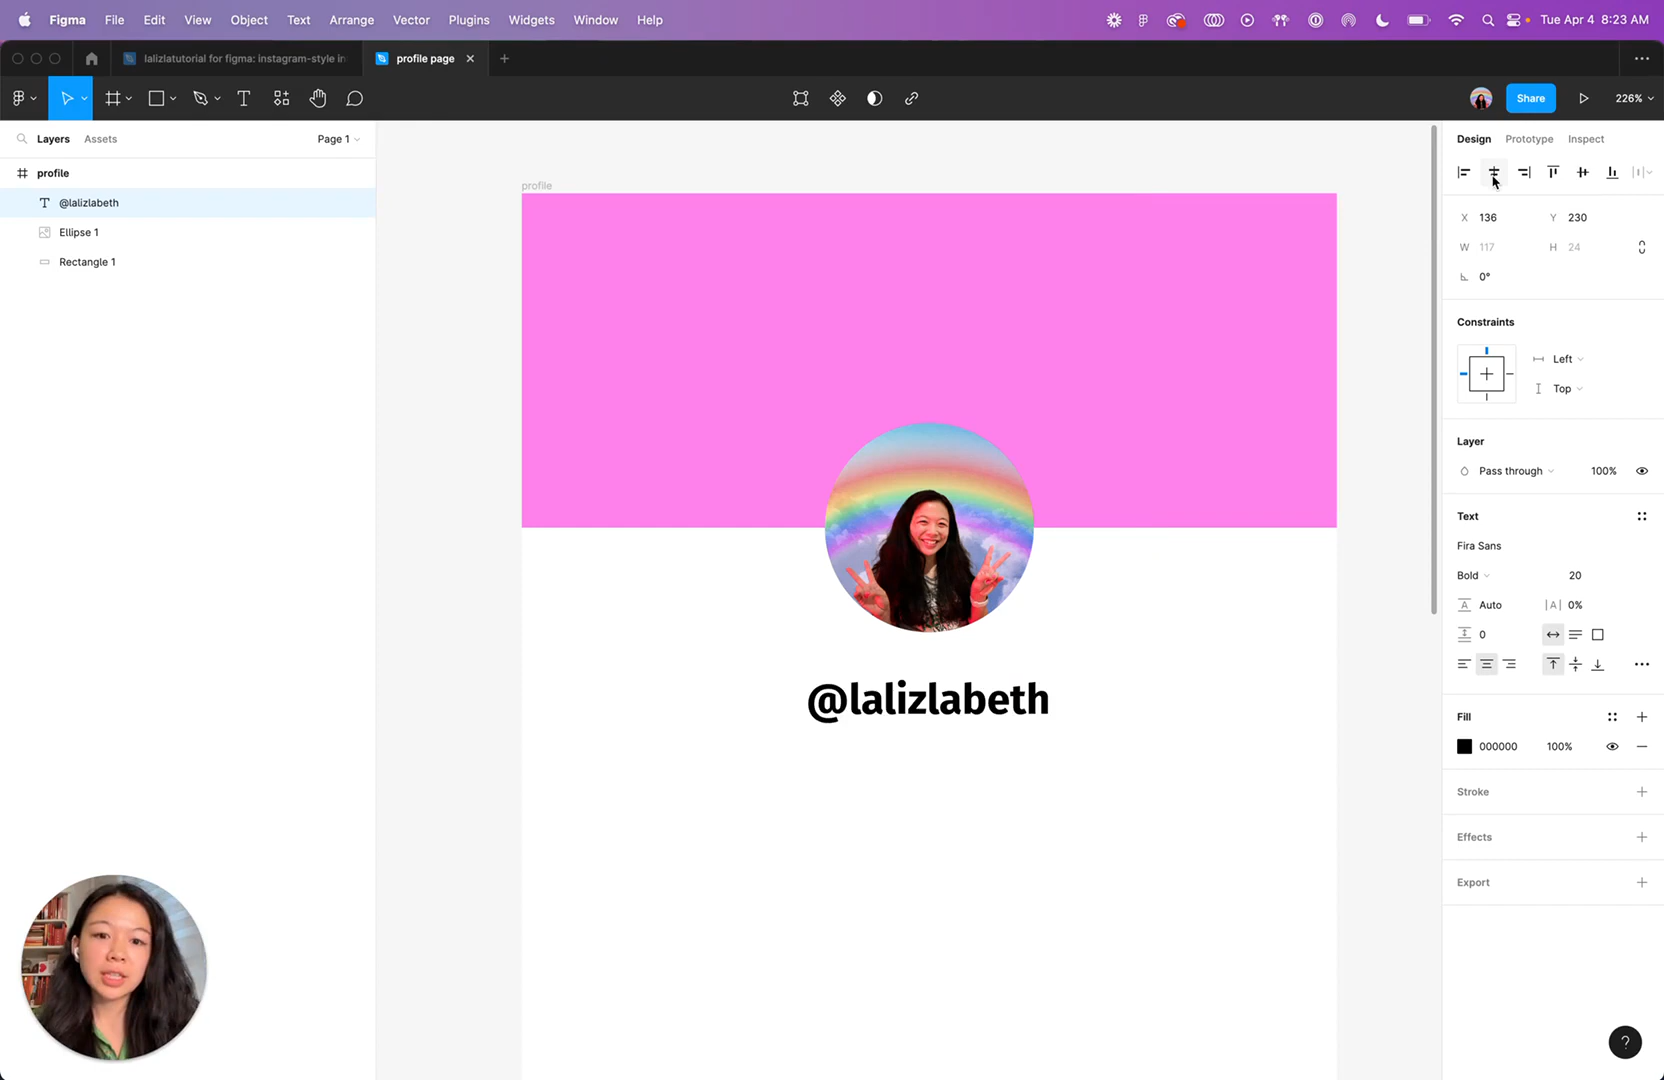 Figma File Edit View Object Text Arrange Vector Plugins Widgets Window Help
Tue Apr 4 8:23 AM
lalizlatutorial for figma: instagram-style in
profile page
Share
226%
Layers Assets Page 1
profile
@lalizlabeth
Ellipse 1
Rectangle 1
profile
@lalizlabeth
Design Prototype Inspect
X 136 Y 230
W 117 H 24
0°
Constraints
Left
Top
Layer
Pass through 100%
Text
Fira Sans
Bold 20
A Auto |A| 0%
0
Fill
000000 100%
Stroke
Effects
Export
?